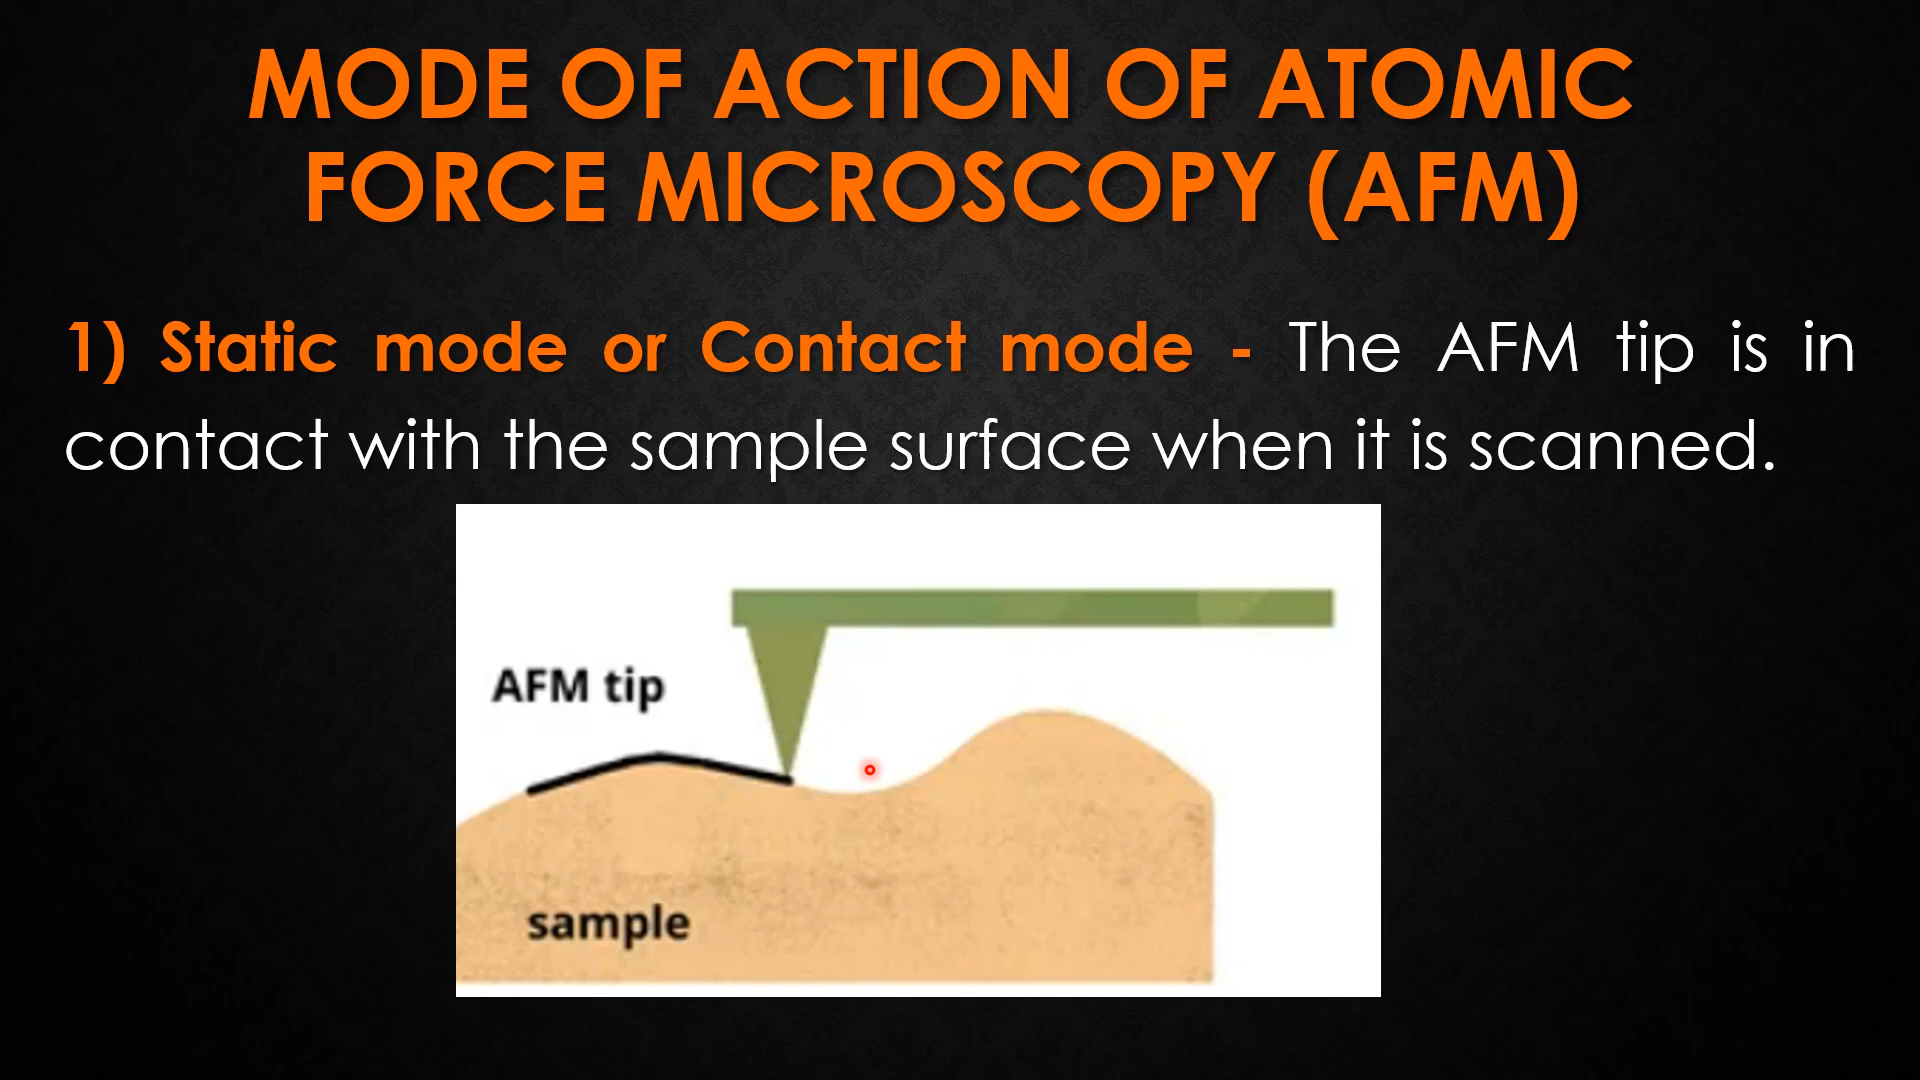 MODE OF ACTION OF ATOMIC
FORCE MICROSCOPY (AFM)
1) Static mode or Contact mode - The AFM tip is in
contact with the sample surface when it is scanned.
AFM tip
sample